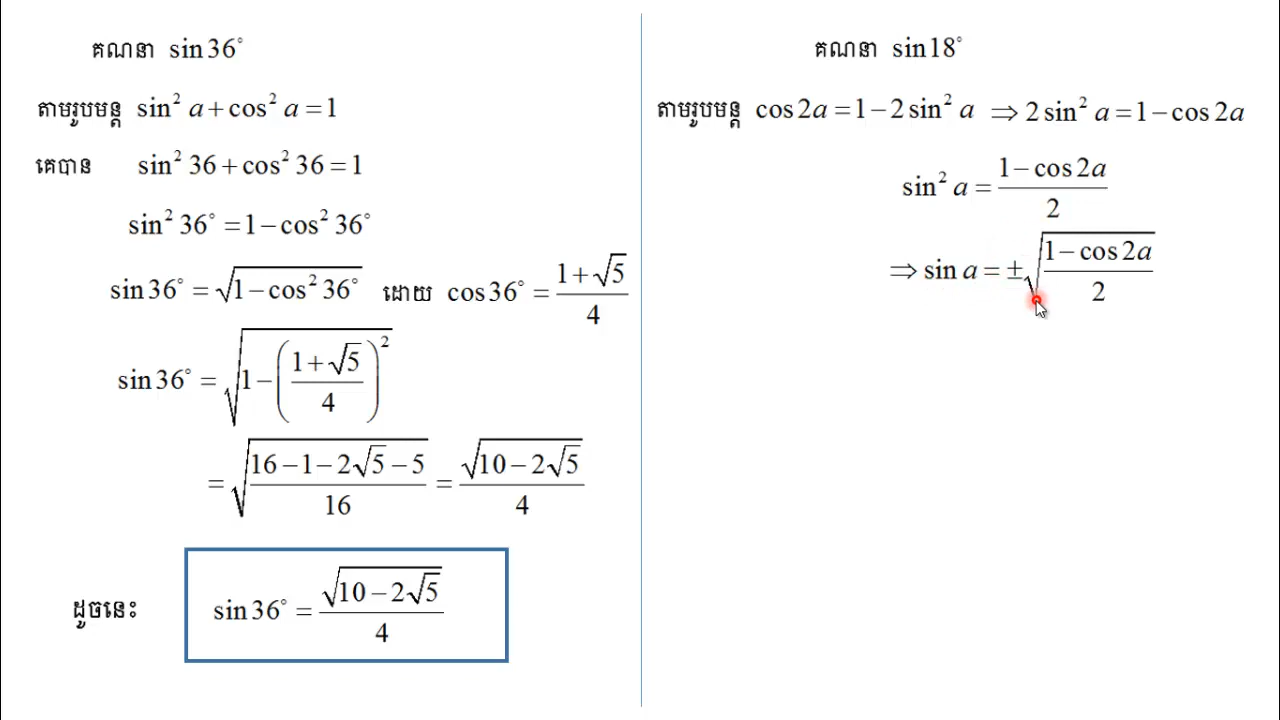 គណនា sin 36°
តាមរូបមន្ត sin² a + cos² a = 1
គេបាន sin² 36 + cos² 36 = 1
sin² 36° = 1 − cos² 36°
sin 36° = √(1 − cos² 36°) ដោយ cos 36° = (1 + √5)/4
sin 36° = √(1 − ((1 + √5)/4)²)
= √((16 − 1 − 2√5 − 5)/16) = √(10 − 2√5)/4
ដូចនេះ sin 36° = √(10 − 2√5)/4
គណនា sin 18°
តាមរូបមន្ត cos 2a = 1 − 2 sin² a ⇒ 2 sin² a = 1 − cos 2a
sin² a = (1 − cos 2a)/2
⇒ sin a = ±√((1 − cos 2a)/2)